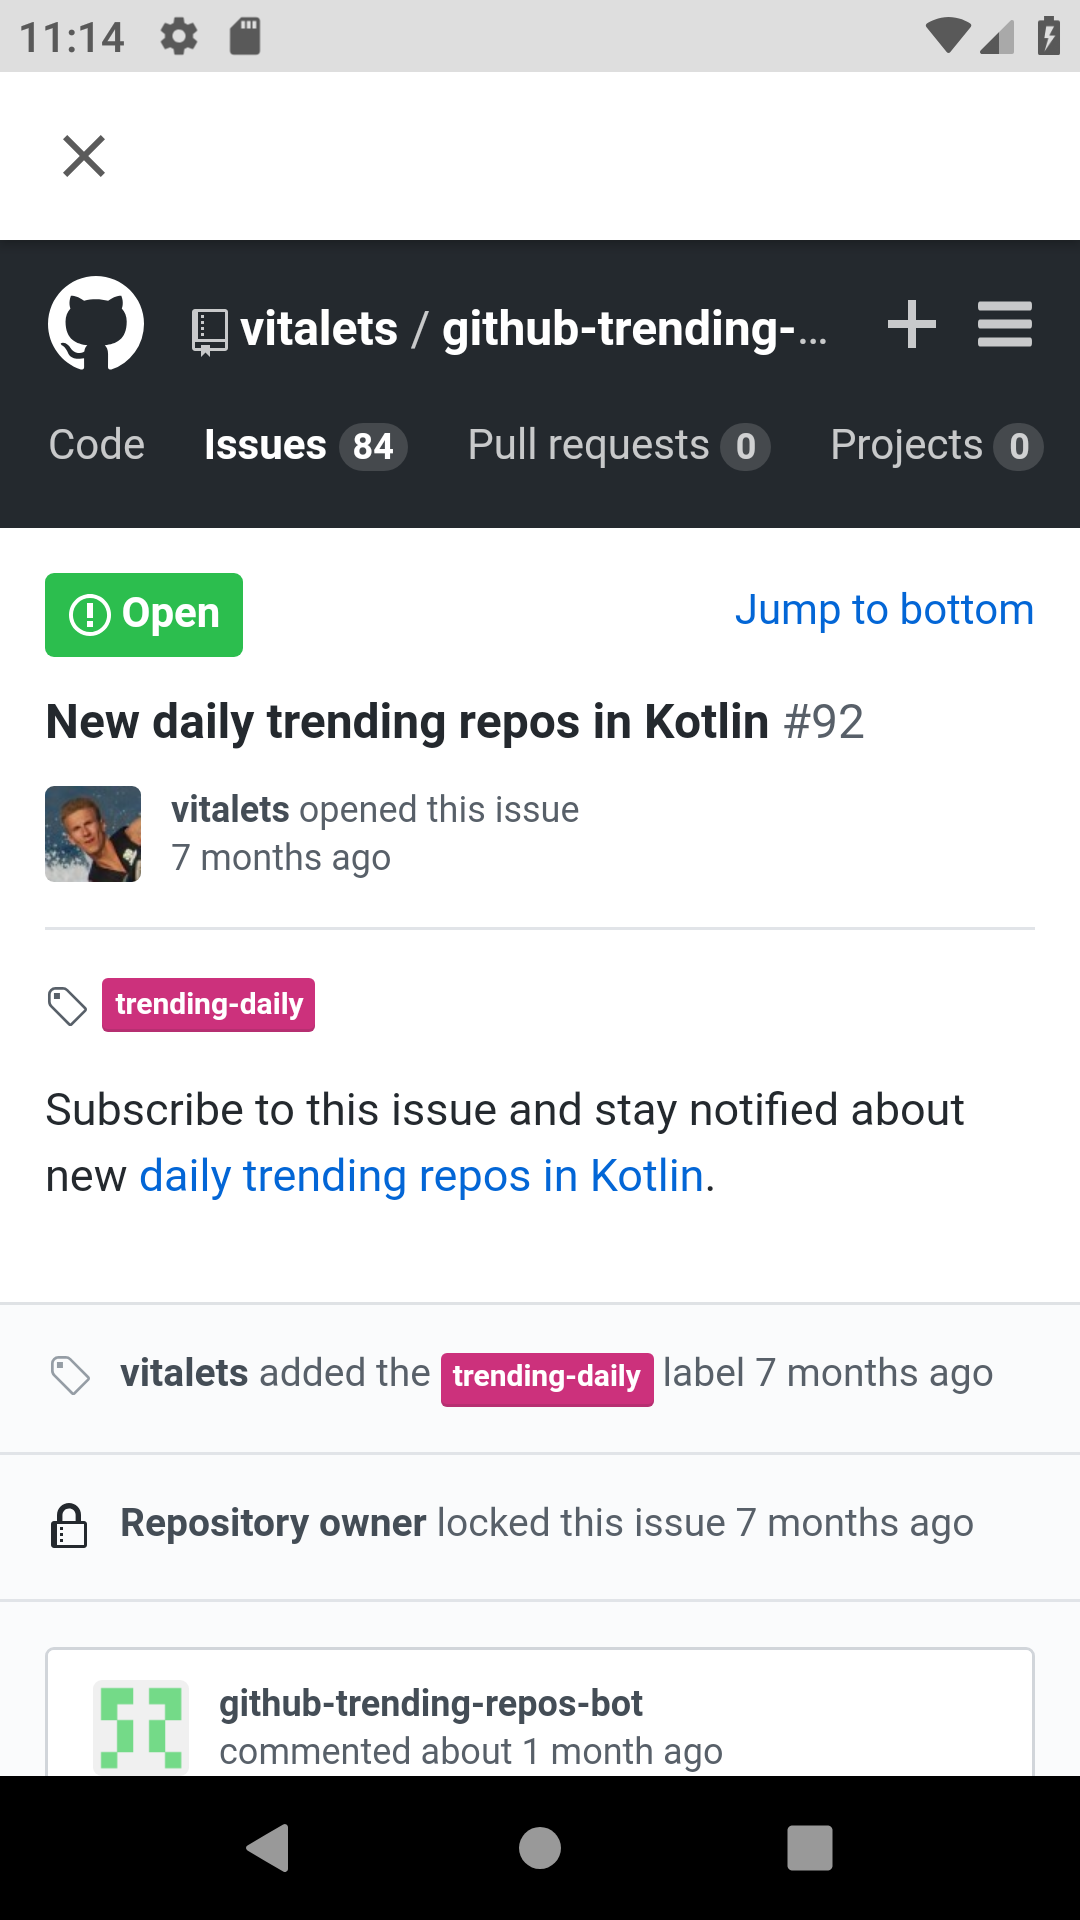 11:14
vitalets / github-trending-...
Code Issues 84 Pull requests 0 Projects 0
Open
Jump to bottom
New daily trending repos in Kotlin #92
vitalets opened this issue
7 months ago
trending-daily
Subscribe to this issue and stay notified about
new daily trending repos in Kotlin.
vitalets added the trending-daily label 7 months ago
Repository owner locked this issue 7 months ago
github-trending-repos-bot
commented about 1 month ago